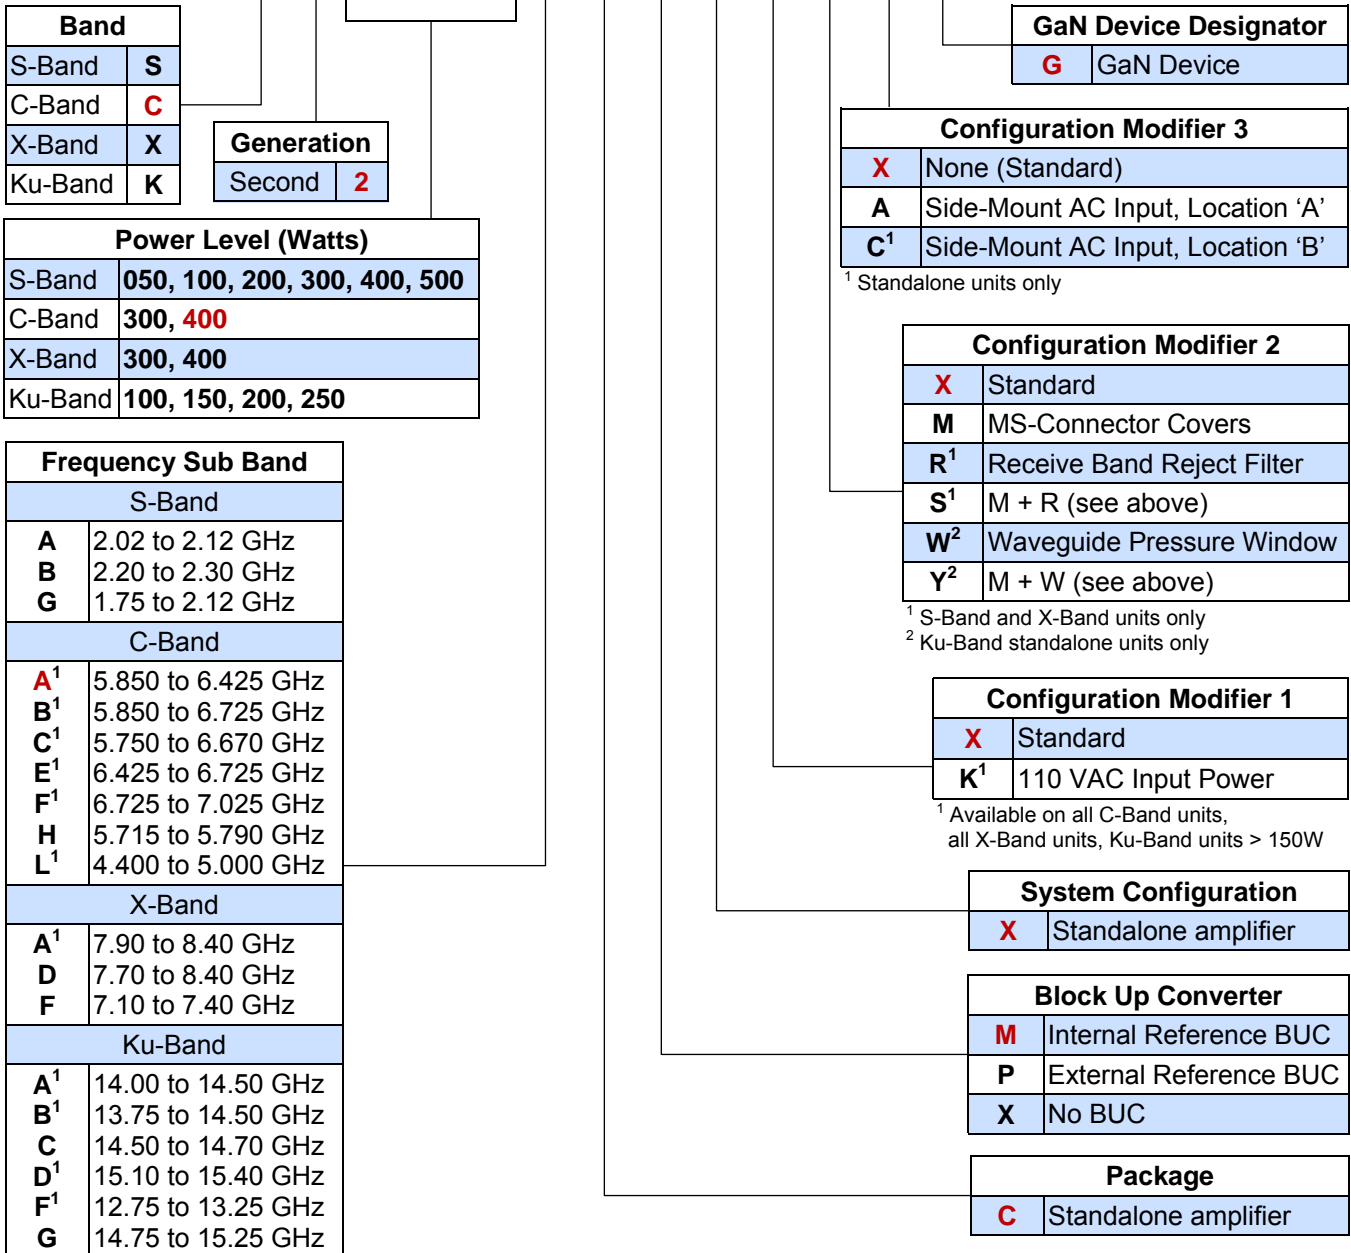 Band
S-Band S
C-Band C
X-Band X
Ku-Band K
Generation
Second 2
Power Level (Watts)
S-Band 050, 100, 200, 300, 400, 500
C-Band 300, 400
X-Band 300, 400
Ku-Band 100, 150, 200, 250
Frequency Sub Band
S-Band
A 2.02 to 2.12 GHz
B 2.20 to 2.30 GHz
G 1.75 to 2.12 GHz
C-Band
A¹ 5.850 to 6.425 GHz
B¹ 5.850 to 6.725 GHz
C¹ 5.750 to 6.670 GHz
E¹ 6.425 to 6.725 GHz
F¹ 6.725 to 7.025 GHz
H 5.715 to 5.790 GHz
L¹ 4.400 to 5.000 GHz
X-Band
A¹ 7.90 to 8.40 GHz
D 7.70 to 8.40 GHz
F 7.10 to 7.40 GHz
Ku-Band
A¹ 14.00 to 14.50 GHz
B¹ 13.75 to 14.50 GHz
C 14.50 to 14.70 GHz
D¹ 15.10 to 15.40 GHz
F¹ 12.75 to 13.25 GHz
G 14.75 to 15.25 GHz
GaN Device Designator
G GaN Device
Configuration Modifier 3
X None (Standard)
A Side-Mount AC Input, Location ‘A’
C¹ Side-Mount AC Input, Location ‘B’
¹ Standalone units only
Configuration Modifier 2
X Standard
M MS-Connector Covers
R¹ Receive Band Reject Filter
S¹ M + R (see above)
W² Waveguide Pressure Window
Y² M + W (see above)
¹ S-Band and X-Band units only
² Ku-Band standalone units only
Configuration Modifier 1
X Standard
K¹ 110 VAC Input Power
¹ Available on all C-Band units,
all X-Band units, Ku-Band units > 150W
System Configuration
X Standalone amplifier
Block Up Converter
M Internal Reference BUC
P External Reference BUC
X No BUC
Package
C Standalone amplifier